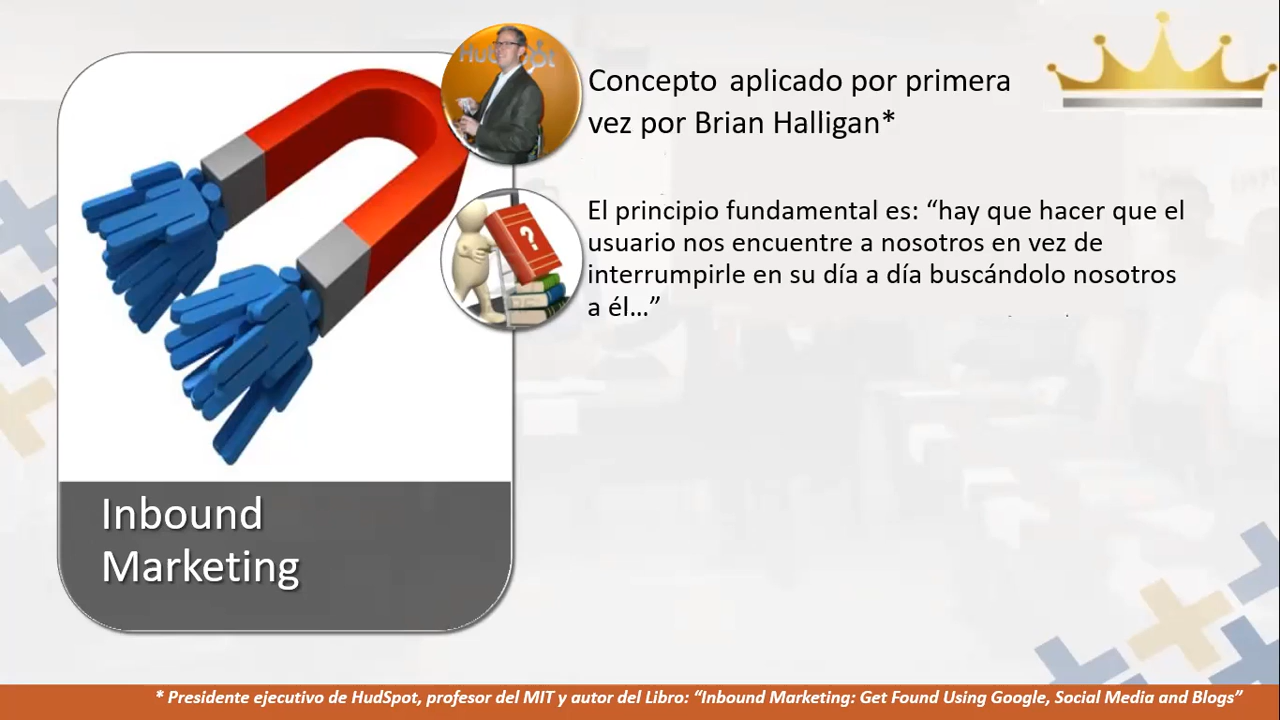 HubSpot
Concepto aplicado por primera
vez por Brian Halligan*
?
El principio fundamental es: “hay que hacer que el
usuario nos encuentre a nosotros en vez de
interrumpirle en su día a día buscándolo nosotros
a él...”
Inbound
Marketing
* Presidente ejecutivo de HudSpot, profesor del MIT y autor del Libro: “Inbound Marketing: Get Found Using Google, Social Media and Blogs”